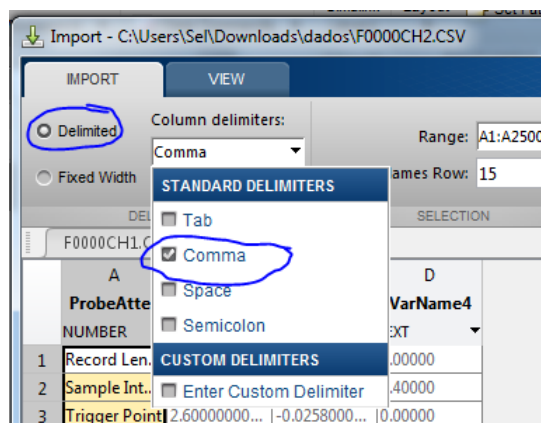 Import - C:\Users\Sel\Downloads\dados\F0000CH2.CSV
IMPORT VIEW
Delimited
Column delimiters:
Comma
Range: A1:A2500
Fixed Width
ames Row: 15
STANDARD DELIMITERS
DEL
SELECTION
Tab
F0000CH1.C
Comma
A D
Space
ProbeAtte VarName4
NUMBER EXT
Semicolon
1 Record Len. .00000
CUSTOM DELIMITERS
2 Sample Int... .40000
Enter Custom Delimiter
3 Trigger Point 2.60000000... -0.0258000... 0.00000